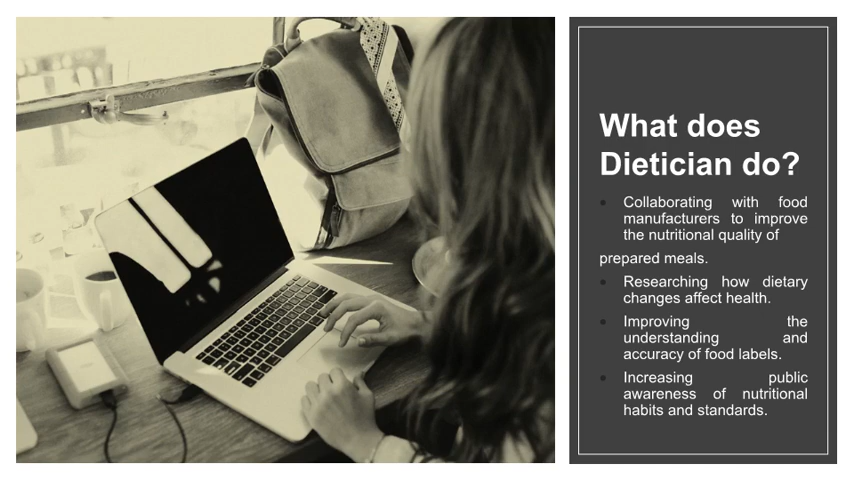 What does
Dietician do?
• Collaborating with food
manufacturers to improve
the nutritional quality of
prepared meals.
• Researching how dietary
changes affect health.
• Improving the
understanding and
accuracy of food labels.
• Increasing public
awareness of nutritional
habits and standards.